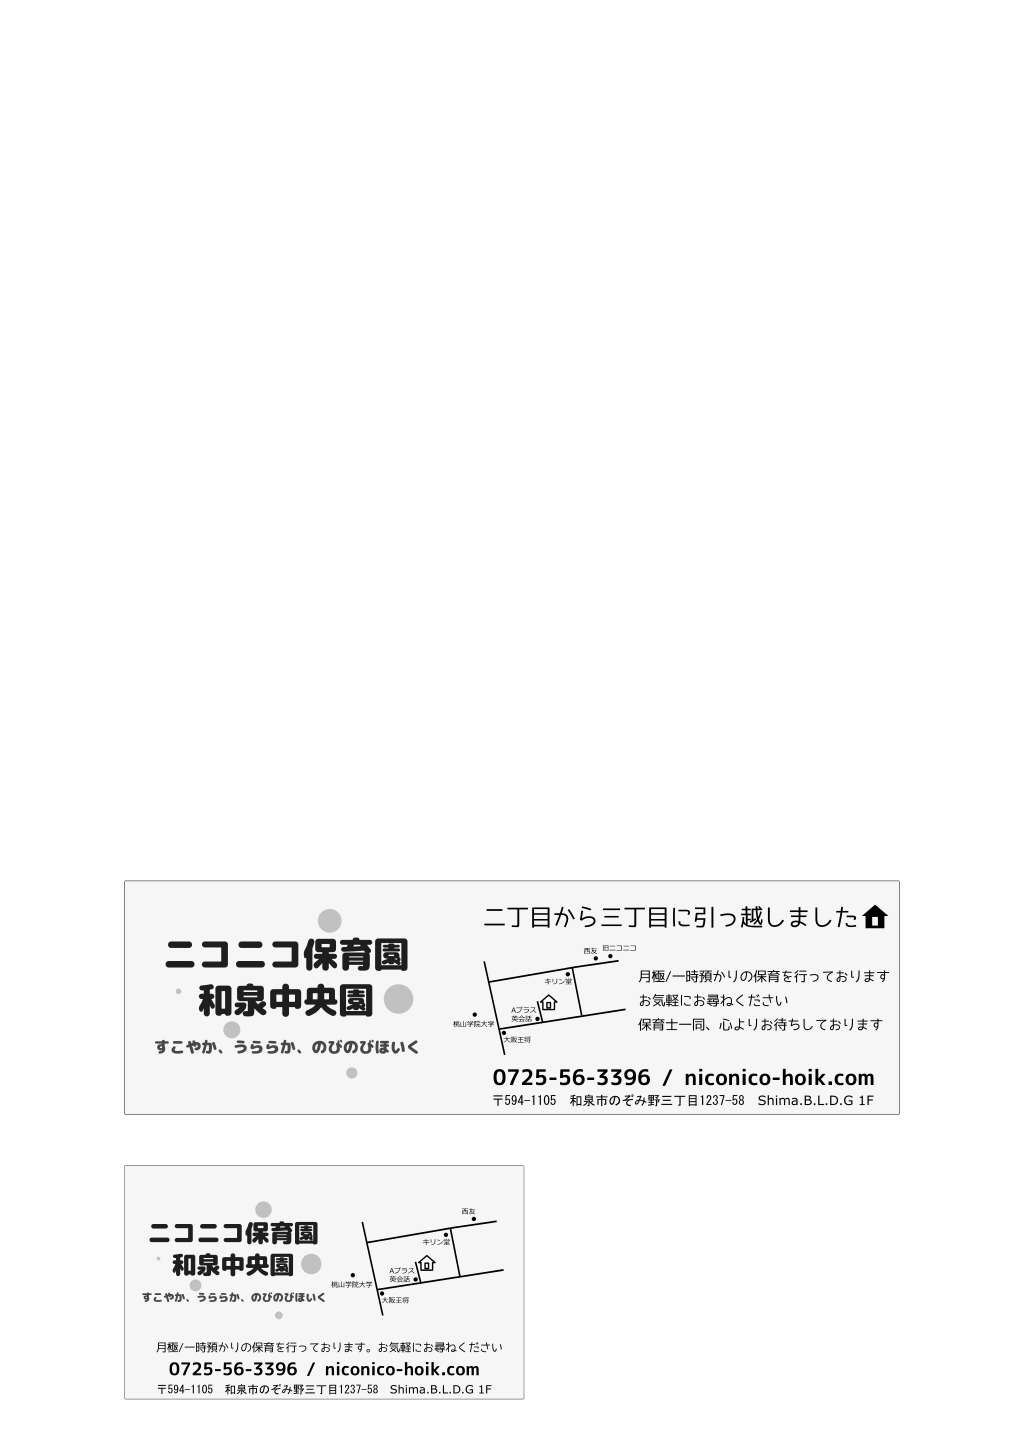 ニコニコ保育園
和泉中央園
すこやか、うららか、のびのびほいく
二丁目から三丁目に引っ越しました
西友 旧ニコニコ
キリン堂
Aプラス
英会話
桃山学院大学
大阪王将
月極/一時預かりの保育を行っております
お気軽にお尋ねください
保育士一同、心よりお待ちしております
0725-56-3396 / niconico-hoik.com
〒594-1105 和泉市のぞみ野三丁目1237-58 Shima.B.L.D.G 1F
ニコニコ保育園
和泉中央園
すこやか、うららか、のびのびほいく
西友
キリン堂
Aプラス
英会話
桃山学院大学
大阪王将
月極/一時預かりの保育を行っております。お気軽にお尋ねください
0725-56-3396 / niconico-hoik.com
〒594-1105 和泉市のぞみ野三丁目1237-58 Shima.B.L.D.G 1F